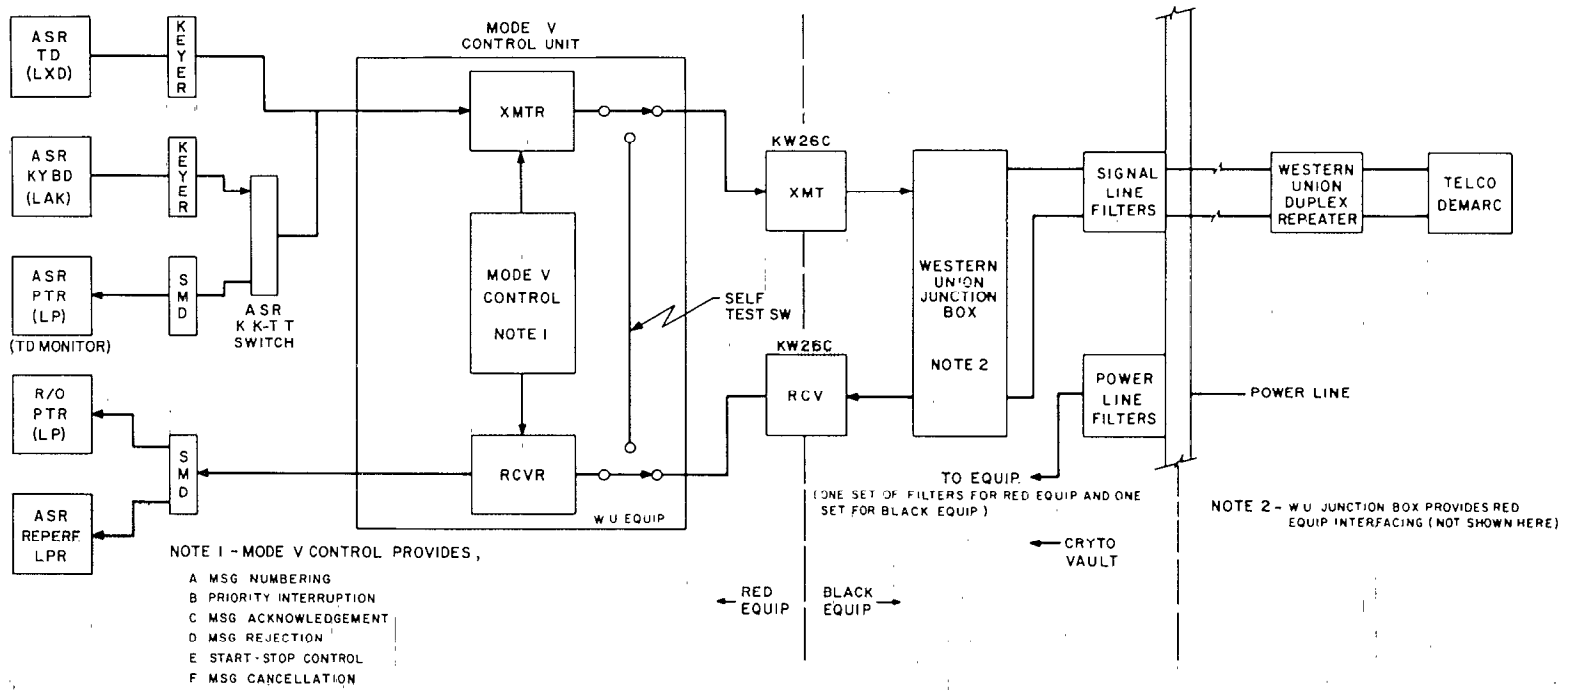 ASR
TD
(LXD)
KEYER
ASR
KYBD
(LAK)
KEYER
ASR
PTR
(LP)
(TD MONITOR)
SMD
ASR
K K-T T
SWITCH
R/O
PTR
(LP)
ASR
REPERF.
LPR
SMD
MODE V
CONTROL UNIT
XMTR
MODE V
CONTROL
NOTE 1
RCVR
SELF
TEST SW
W U EQUIP
KW26C
XMT
KW26C
RCV
WESTERN
UNION
JUNCTION
BOX
NOTE 2
SIGNAL
LINE
FILTERS
POWER
LINE
FILTERS
WESTERN
UNION
DUPLEX
REPEATER
TELCO
DEMARC
POWER LINE
TO EQUIP.
(ONE SET OF FILTERS FOR RED EQUIP AND ONE
SET FOR BLACK EQUIP)
CRYTO
VAULT
RED
EQUIP
BLACK
EQUIP
NOTE 1 - MODE V CONTROL PROVIDES,
A MSG NUMBERING
B PRIORITY INTERRUPTION
C MSG ACKNOWLEDGEMENT
D MSG REJECTION
E START-STOP CONTROL
F MSG CANCELLATION
NOTE 2 - W U JUNCTION BOX PROVIDES RED
EQUIP INTERFACING (NOT SHOWN HERE)